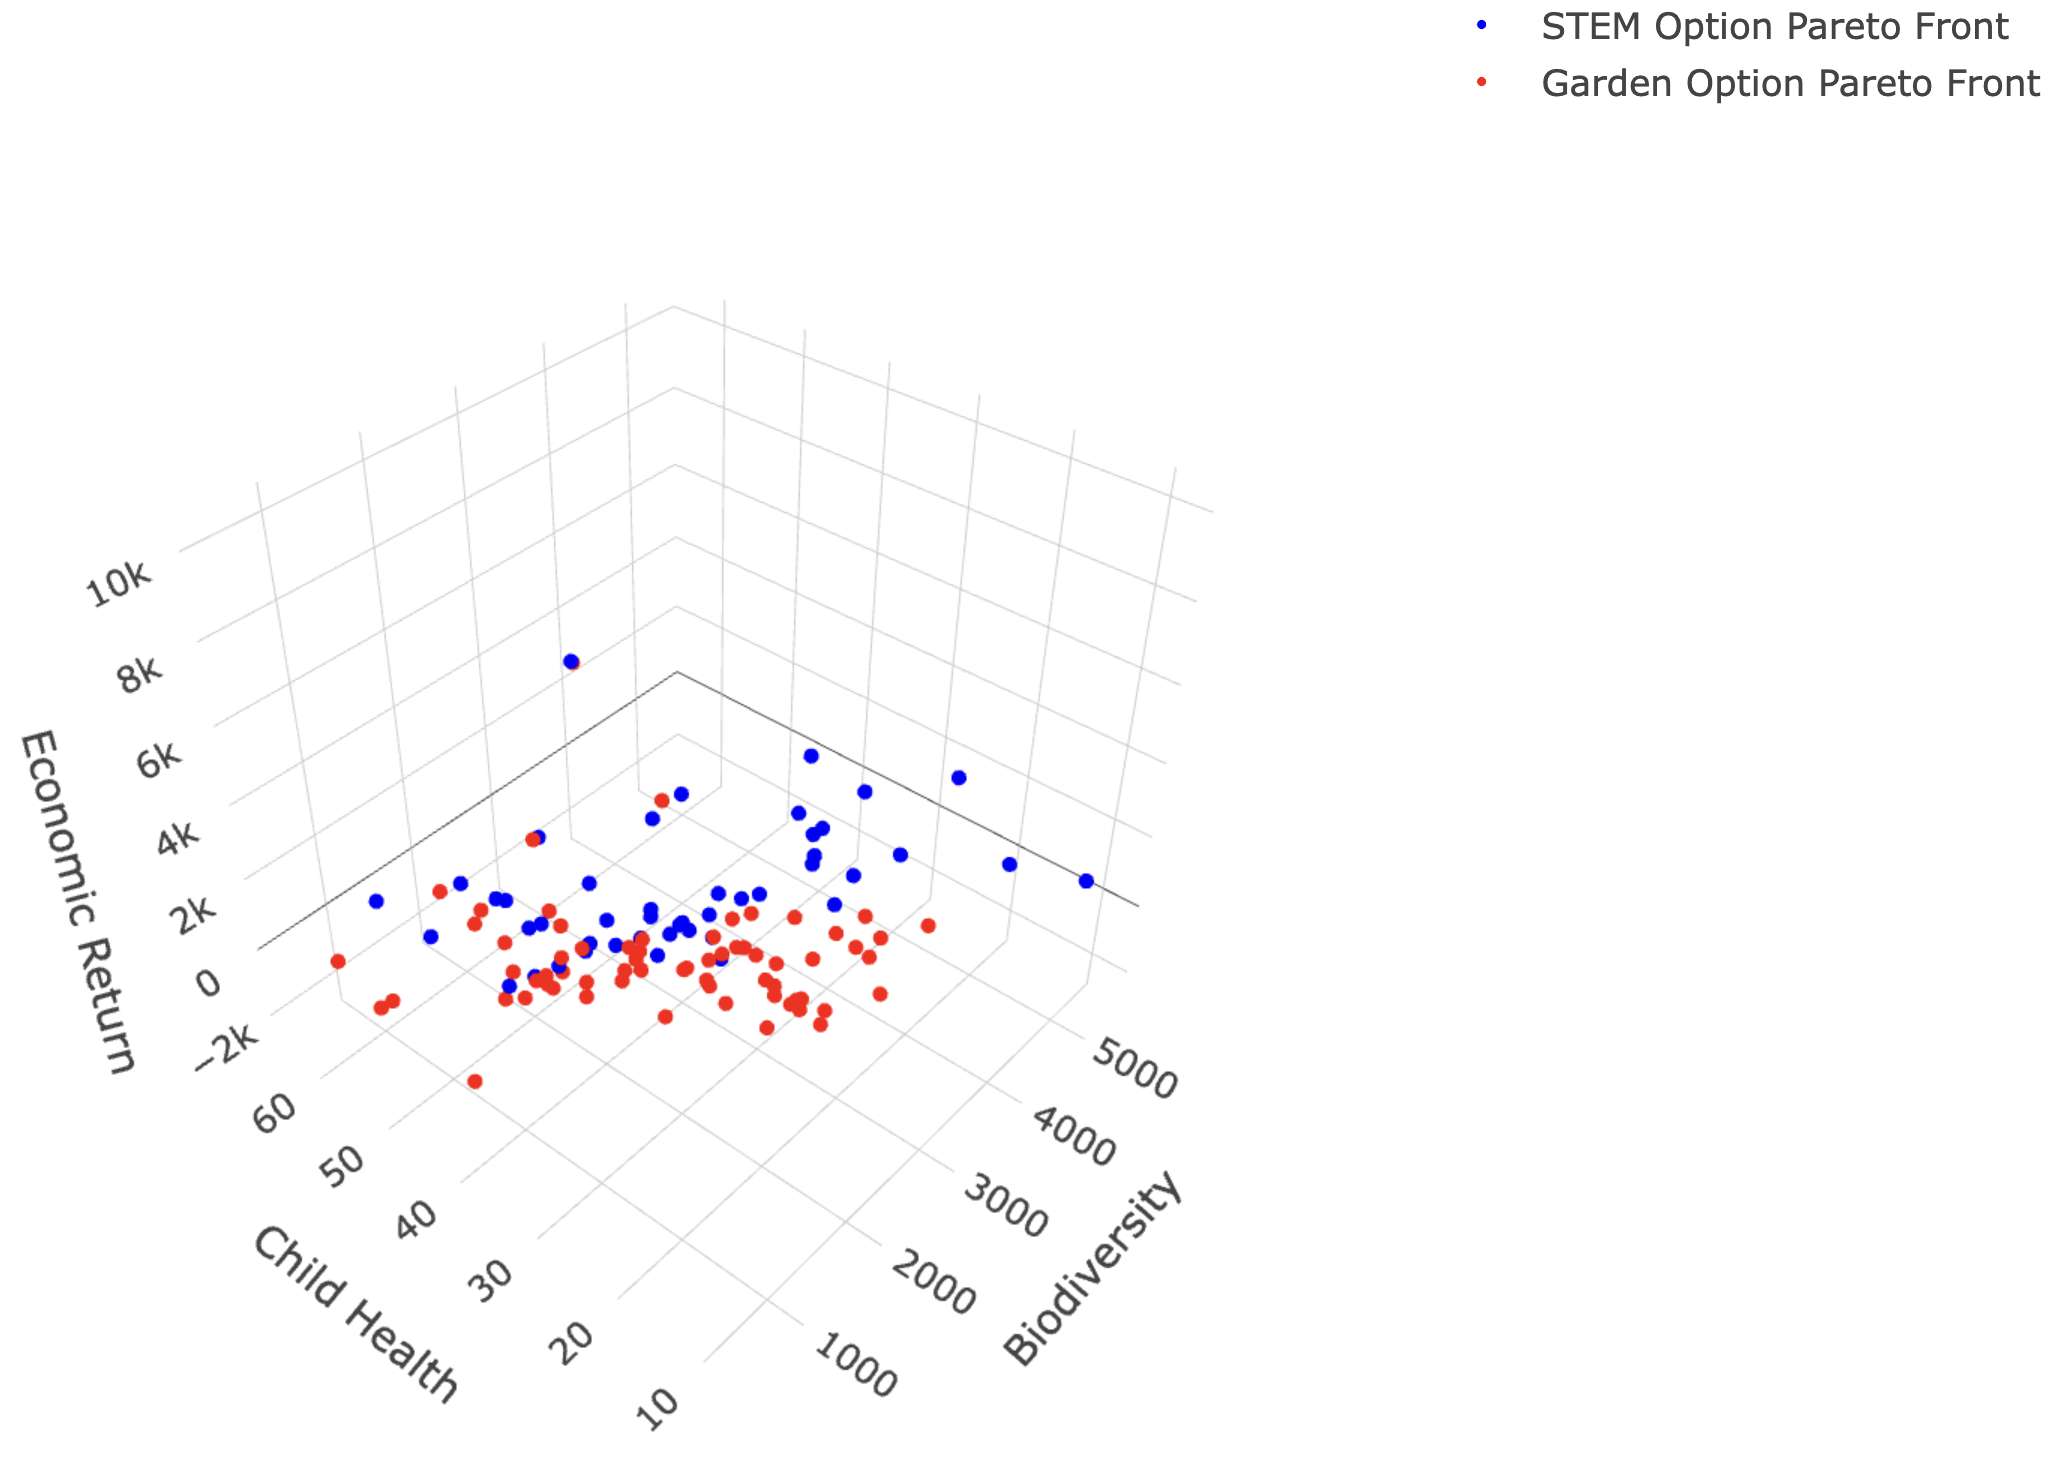 STEM Option Pareto Front
Garden Option Pareto Front
10k
8k
6k
4k
2k
0
−2k
Economic Return
60
50
40
30
20
10
Child Health
5000
4000
3000
2000
1000
Biodiversity